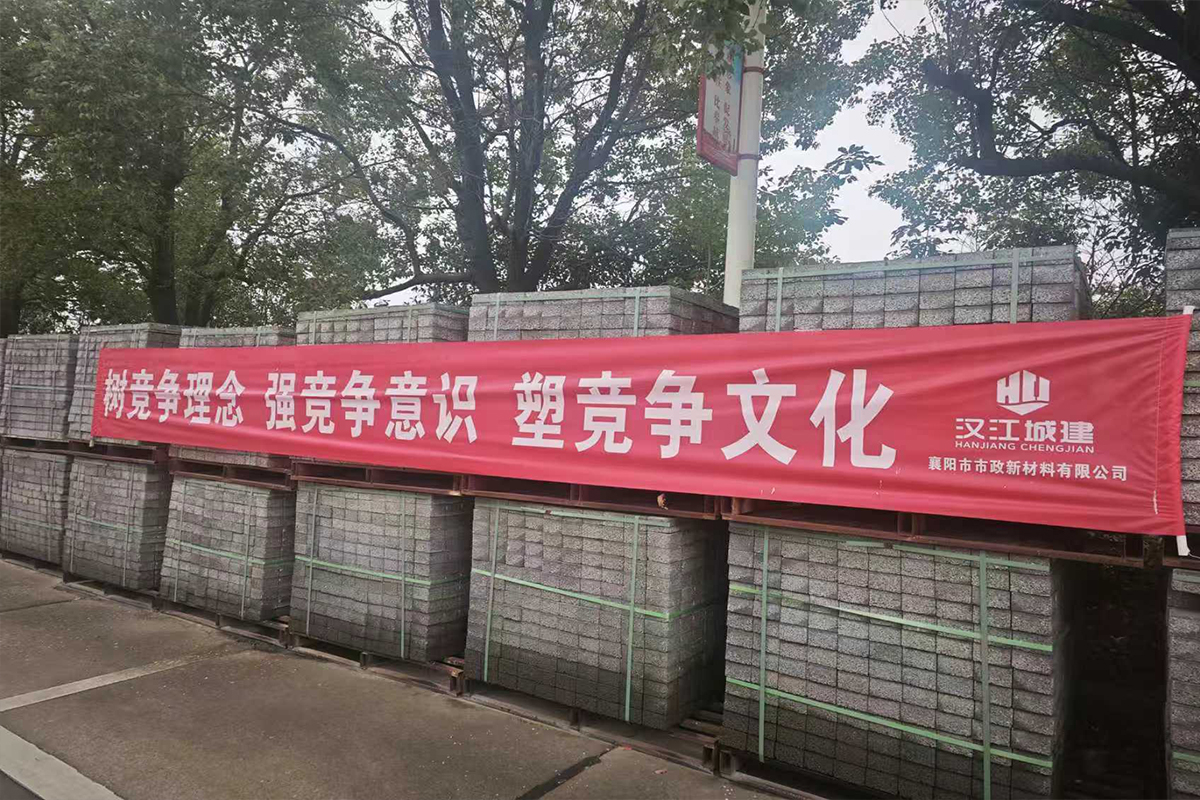 树竞争理念 强竞争意识 塑竞争文化
HJ
汉江城建
HANJIANG CHENGJIAN
襄阳市市政新材料有限公司